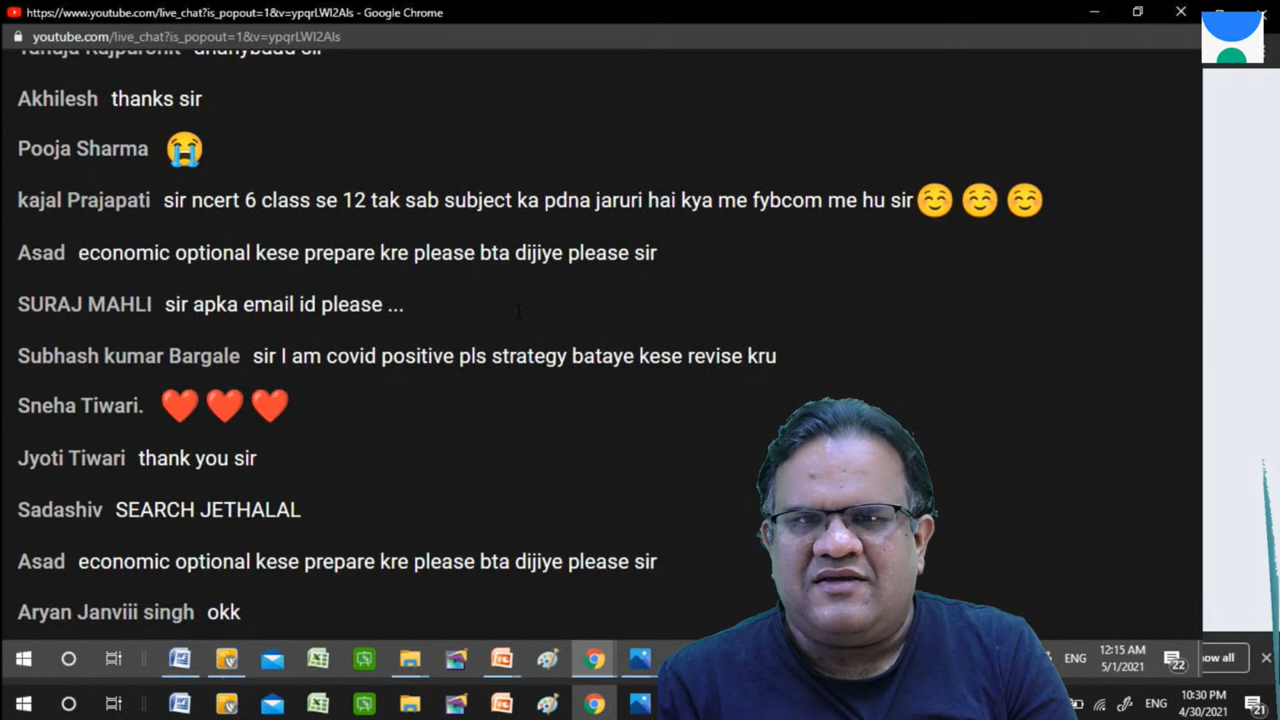 https://www.youtube.com/live_chat?is_popout=1&v=ypqrLWl2AIs - Google Chrome
youtube.com/live_chat?is_popout=1&v=ypqrLWl2AIs
Akhilesh thanks sir
Pooja Sharma 😭
kajal Prajapati sir ncert 6 class se 12 tak sab subject ka pdna jaruri hai kya me fybcom me hu sir☺️☺️☺️
Asad economic optional kese prepare kre please bta dijiye please sir
SURAJ MAHLI sir apka email id please ...
Subhash kumar Bargale sir I am covid positive pls strategy bataye kese revise kru
Sneha Tiwari. ❤️❤️❤️
Jyoti Tiwari thank you sir
Sadashiv SEARCH JETHALAL
Asad economic optional kese prepare kre please bta dijiye please sir
Aryan Janviii singh okk
ENG
12:15 AM
5/1/2021
22
ENG
10:30 PM
4/30/2021
21